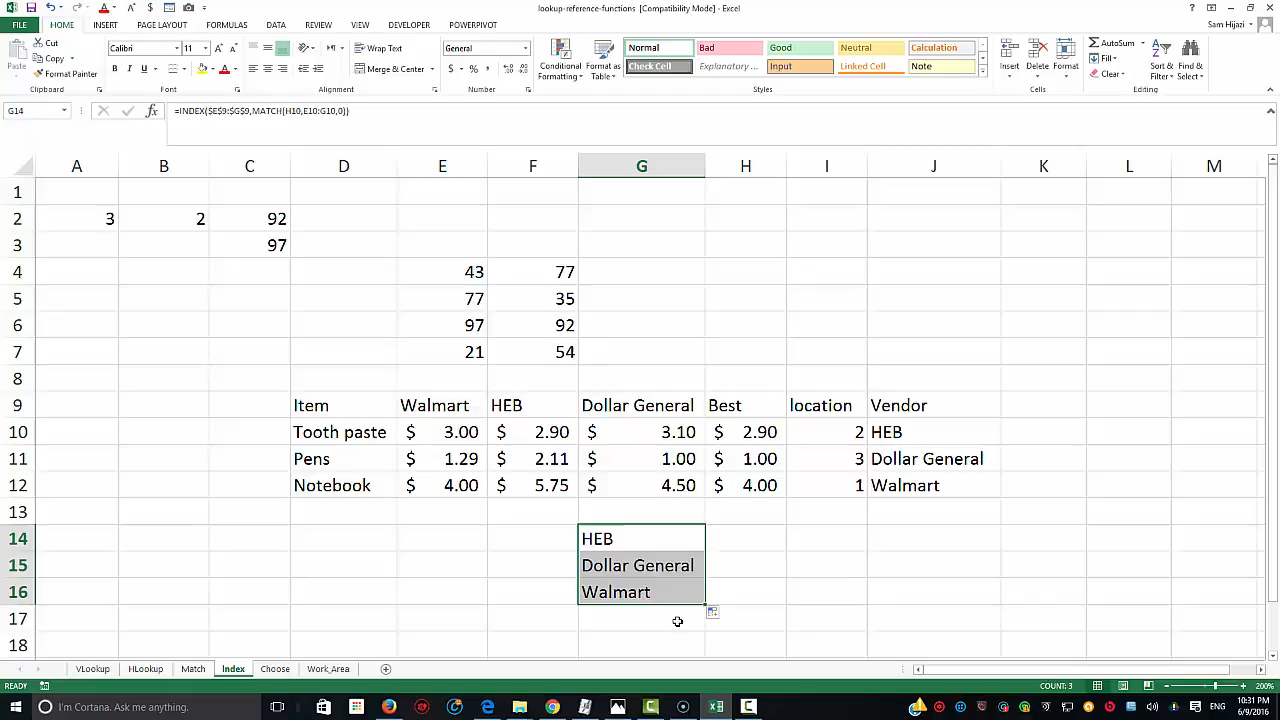 lookup-reference-functions [Compatibility Mode] - Excel
Sam Hijazi
FILE HOME INSERT PAGE LAYOUT FORMULAS DATA REVIEW VIEW DEVELOPER POWERPIVOT
Paste
Cut
Copy
Format Painter
Clipboard
Calibri 11
B I U
Font
Wrap Text
Merge & Center
Alignment
General
$ % ,
Number
Conditional Formatting
Format as Table
Normal Bad Good Neutral Calculation
Check Cell Explanatory ... Input Linked Cell Note
Styles
Insert Delete Format
Cells
AutoSum
Fill
Clear
Sort & Filter
Find & Select
Editing
G14 fx =INDEX($E$9:$G$9,MATCH(H10,E10:G10,0))
A B C D E F G H I J K L M
1
2 3 2 92
3 97
4 43 77
5 77 35
6 97 92
7 21 54
8
9 Item Walmart HEB Dollar General Best location Vendor
10 Tooth paste $ 3.00 $ 2.90 $ 3.10 $ 2.90 2 HEB
11 Pens $ 1.29 $ 2.11 $ 1.00 $ 1.00 3 Dollar General
12 Notebook $ 4.00 $ 5.75 $ 4.50 $ 4.00 1 Walmart
13
14 HEB
15 Dollar General
16 Walmart
17
18
VLookup HLookup Match Index Choose Work_Area
READY COUNT: 3 200%
I'm Cortana. Ask me anything.
ENG 10:31 PM
6/9/2016